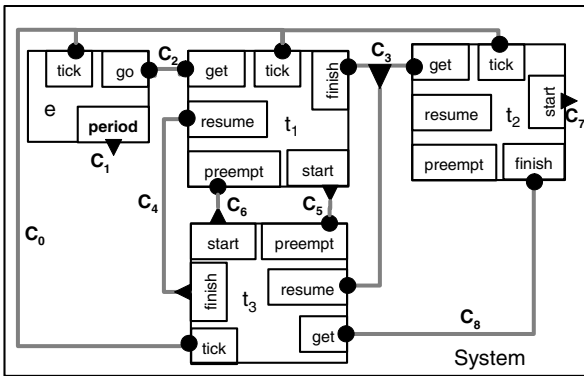 tick
go
C2
get
tick
finish
C3
get
tick
e
period
C1
resume
t1
resume
t2
start
C7
preempt
start
preempt
finish
C4
C6
C5
C0
start
preempt
finish
t3
resume
tick
get
C8
System